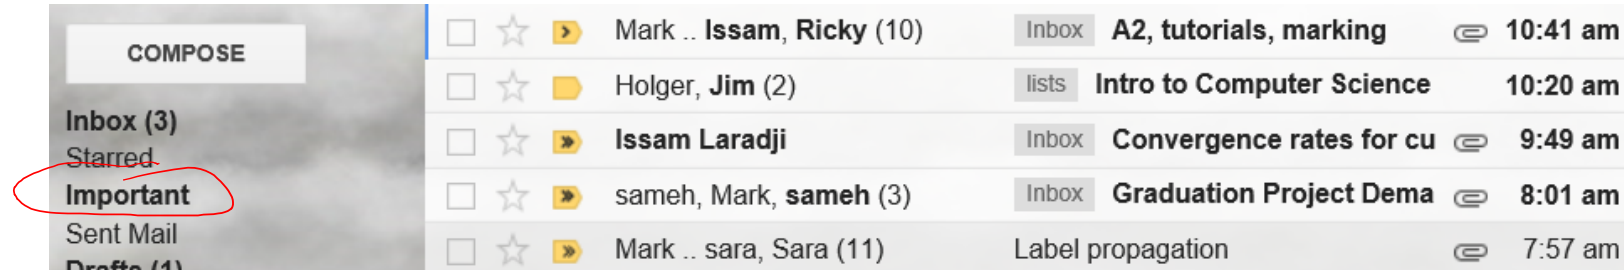 COMPOSE
Inbox (3)
Starred
Important
Sent Mail
Drafts (1)
Mark .. Issam, Ricky (10) Inbox A2, tutorials, marking 10:41 am
Holger, Jim (2) lists Intro to Computer Science 10:20 am
Issam Laradji Inbox Convergence rates for cu 9:49 am
sameh, Mark, sameh (3) Inbox Graduation Project Dema 8:01 am
Mark .. sara, Sara (11) Label propagation 7:57 am